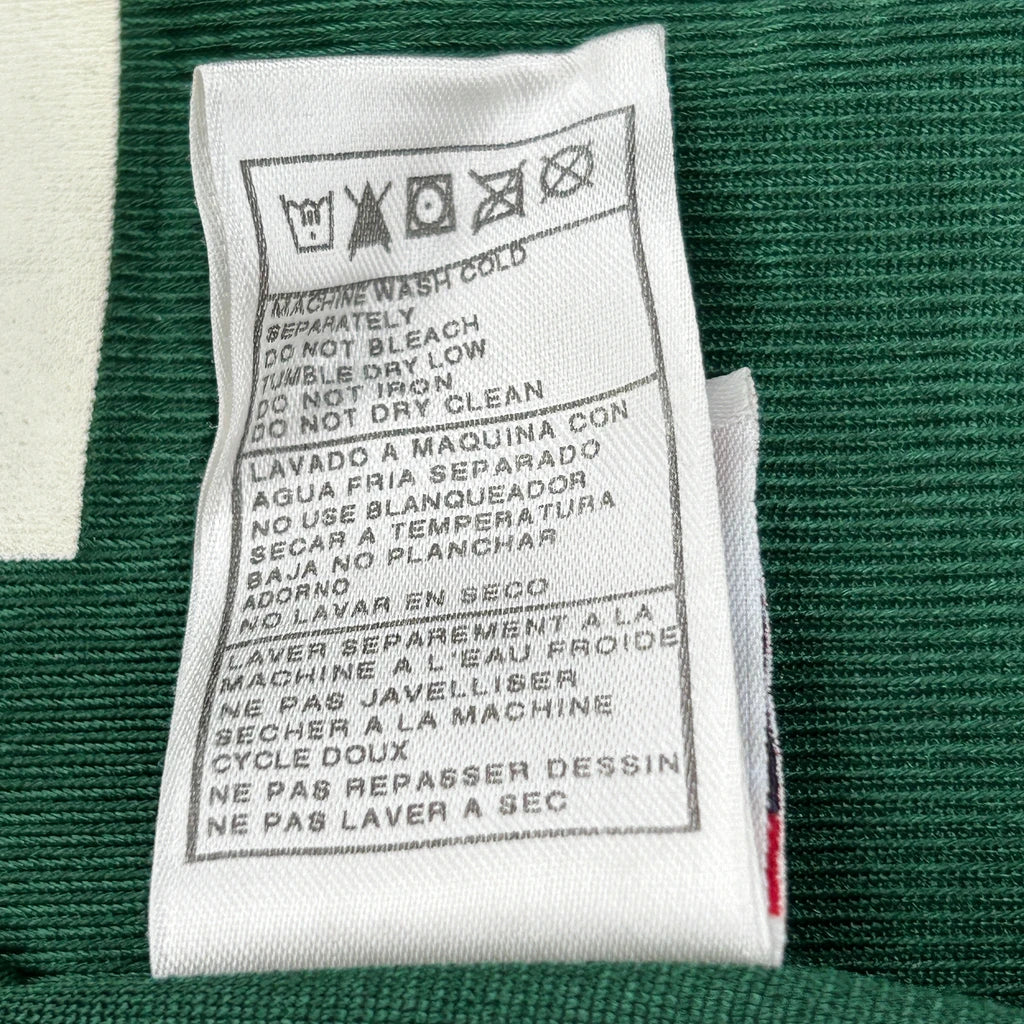 MACHINE WASH COLD
SEPARATELY
DO NOT BLEACH
TUMBLE DRY LOW
DO NOT IRON
DO NOT DRY CLEAN
LAVADO A MAQUINA CON
AGUA FRIA SEPARADO
NO USE BLANQUEADOR
SECAR A TEMPERATURA
BAJA NO PLANCHAR
ADORNO
NO LAVAR EN SECO
LAVER SEPAREMENT A LA
MACHINE A L'EAU FROIDE
NE PAS JAVELLISER
SECHER A LA MACHINE
CYCLE DOUX
NE PAS REPASSER DESSIN
NE PAS LAVER A SEC